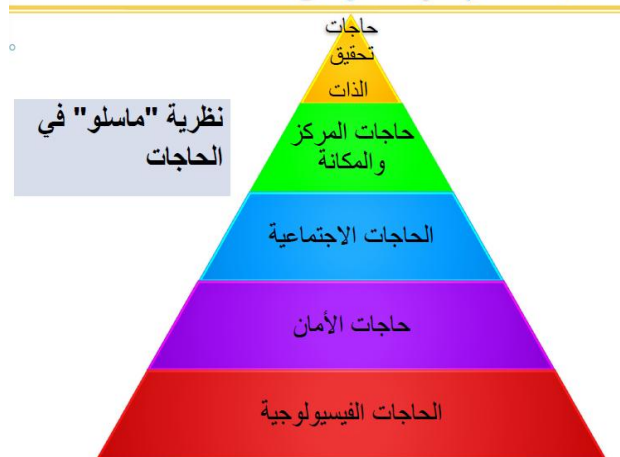 حاجات
تحقيق
الذات
نظرية "ماسلو" في
الحاجات
حاجات المركز
والمكانة
الحاجات الاجتماعية
حاجات الأمان
الحاجات الفيسيولوجية